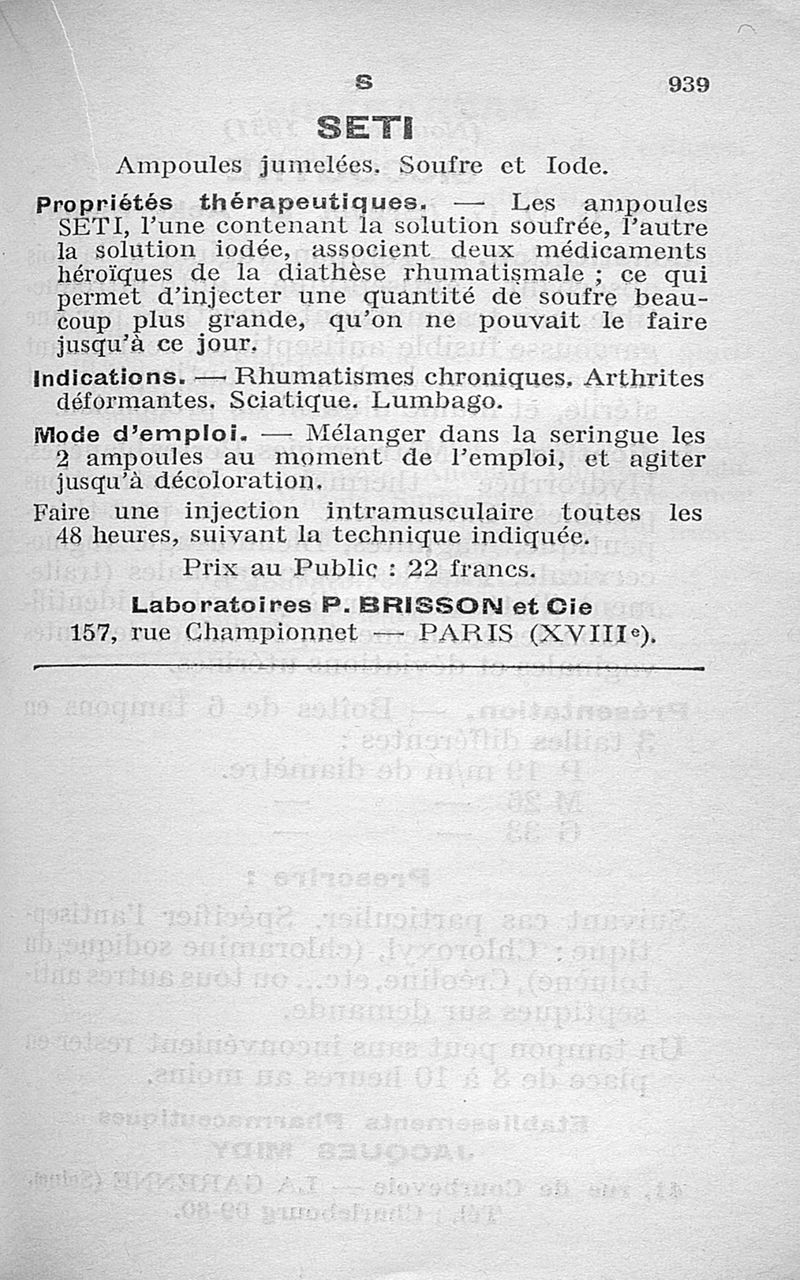 S
939
SETI
Ampoules jumelées. Soufre et Iode.
Propriétés thérapeutiques. — Les ampoules
SETI, l'une contenant la solution soufrée, l'autre
la solution iodée, associent deux médicaments
héroïques de la diathèse rhumatismale ; ce qui
permet d'injecter une quantité de soufre beau-
coup plus grande, qu'on ne pouvait le faire
jusqu'à ce jour.
Indications. — Rhumatismes chroniques. Arthrites
déformantes. Sciatique. Lumbago.
Mode d'emploi. — Mélanger dans la seringue les
2 ampoules au moment de l'emploi, et agiter
jusqu'à décoloration.
Faire une injection intramusculaire toutes les
48 heures, suivant la technique indiquée.
Prix au Public : 22 francs.
Laboratoires P. BRISSON et Cie
157, rue Championnet — PARIS (XVIIIe).